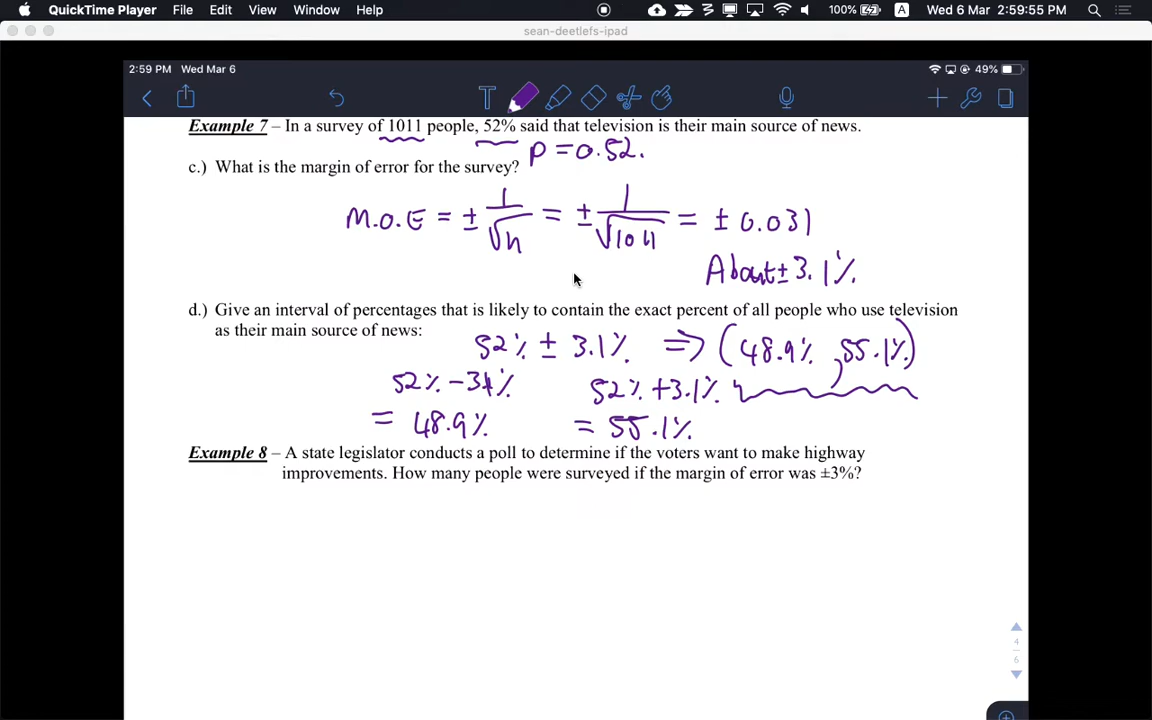 QuickTime Player File Edit View Window Help 100% A Wed 6 Mar 2:59:55 PM
sean-deetlefs-ipad
2:59 PM Wed Mar 6 49%
Example 7 – In a survey of 1011 people, 52% said that television is their main source of news.
P = 0.52.
c.) What is the margin of error for the survey?
M.O.E = ± 1/√n = ± 1/√1011 = ± 0.031
About ± 3.1%
d.) Give an interval of percentages that is likely to contain the exact percent of all people who use television
as their main source of news:
52% ± 3.1% ⇒ (48.9%, 55.1%)
52% - 3.1% 52% + 3.1%
= 48.9% = 55.1%
Example 8 – A state legislator conducts a poll to determine if the voters want to make highway
improvements. How many people were surveyed if the margin of error was ±3%?
4
6